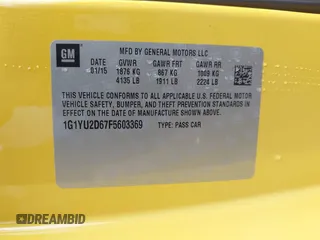 GM
MFD BY GENERAL MOTORS LLC
DATE GVWR GAWR FRT GAWR RR
01/15 1876 KG 867 KG 1009 KG
4135 LB 1911 LB 2224 LB
THIS VEHICLE CONFORMS TO ALL APPLICABLE U.S. FEDERAL MOTOR
VEHICLE SAFETY, BUMPER, AND THEFT PREVENTION STANDARDS
IN EFFECT ON THE DATE OF MANUFACTURE SHOWN ABOVE.
1G1YU2D67F5603369 TYPE: PASS CAR
DREAMBID